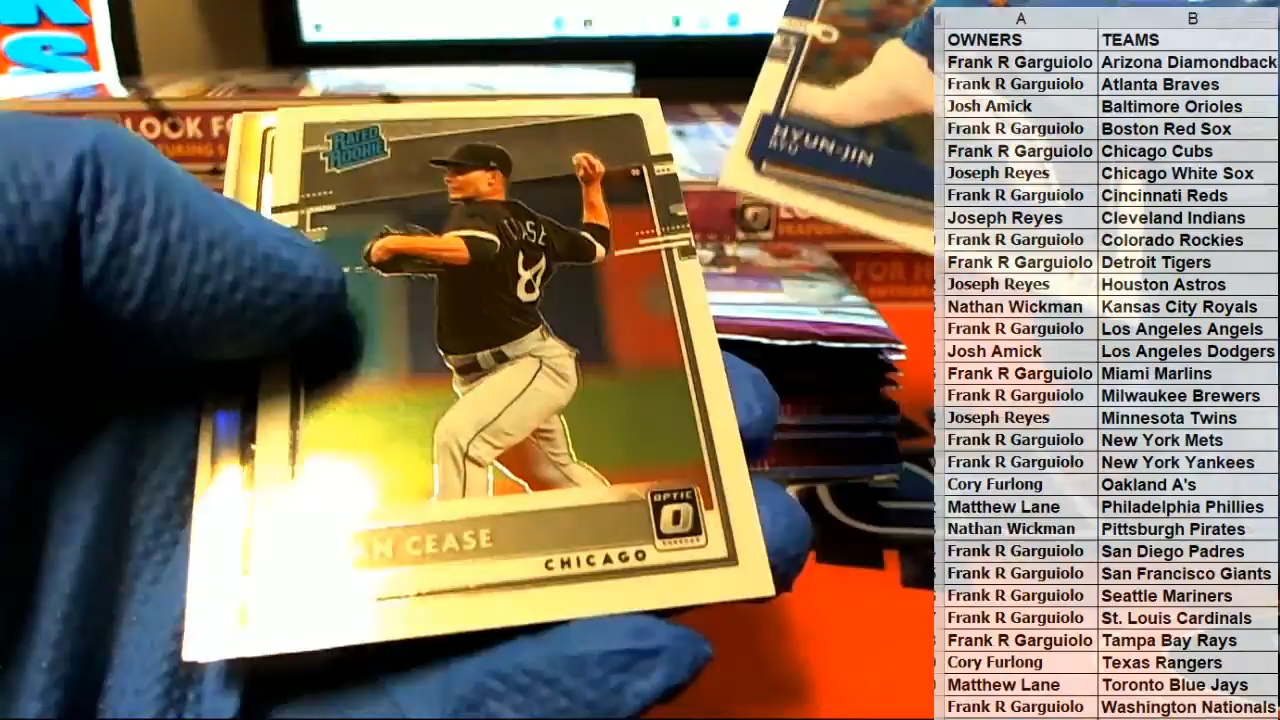 K
S
LOOK FO
RATED
ROOKIE
CEASE
8
AN CEASE
CHICAGO
OPTIC
HYUN-JIN
RYU
LOOK
FOR H
A B
OWNERS TEAMS
Frank R Garguiolo Arizona Diamondback
Frank R Garguiolo Atlanta Braves
Josh Amick Baltimore Orioles
Frank R Garguiolo Boston Red Sox
Frank R Garguiolo Chicago Cubs
Joseph Reyes Chicago White Sox
Frank R Garguiolo Cincinnati Reds
Joseph Reyes Cleveland Indians
Frank R Garguiolo Colorado Rockies
Frank R Garguiolo Detroit Tigers
Joseph Reyes Houston Astros
Nathan Wickman Kansas City Royals
Frank R Garguiolo Los Angeles Angels
Josh Amick Los Angeles Dodgers
Frank R Garguiolo Miami Marlins
Frank R Garguiolo Milwaukee Brewers
Joseph Reyes Minnesota Twins
Frank R Garguiolo New York Mets
Frank R Garguiolo New York Yankees
Cory Furlong Oakland A's
Matthew Lane Philadelphia Phillies
Nathan Wickman Pittsburgh Pirates
Frank R Garguiolo San Diego Padres
Frank R Garguiolo San Francisco Giants
Frank R Garguiolo Seattle Mariners
Frank R Garguiolo St. Louis Cardinals
Frank R Garguiolo Tampa Bay Rays
Cory Furlong Texas Rangers
Matthew Lane Toronto Blue Jays
Frank R Garguiolo Washington Nationals